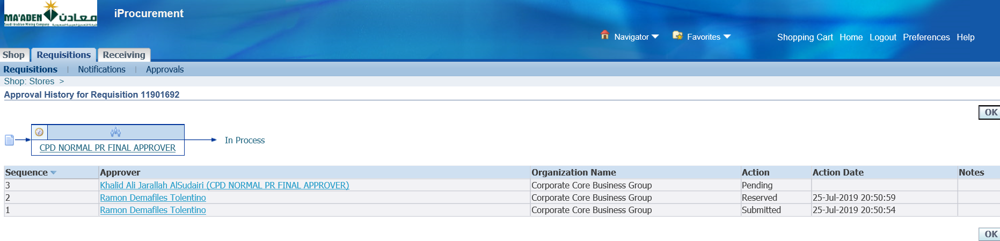 MA'ADEN معادن
Saudi Arabian Mining Company شركة التعدين العربية السعودية
iProcurement
Navigator Favorites Shopping Cart Home Logout Preferences Help
Shop Requisitions Receiving
Requisitions | Notifications | Approvals
Shop: Stores >
Approval History for Requisition 11901692
OK
CPD NORMAL PR FINAL APPROVER In Process
Sequence Approver Organization Name Action Action Date Notes
3 Khalid Ali Jarallah AlSudairi (CPD NORMAL PR FINAL APPROVER) Corporate Core Business Group Pending
2 Ramon Demafiles Tolentino Corporate Core Business Group Reserved 25-Jul-2019 20:50:59
1 Ramon Demafiles Tolentino Corporate Core Business Group Submitted 25-Jul-2019 20:50:54
OK